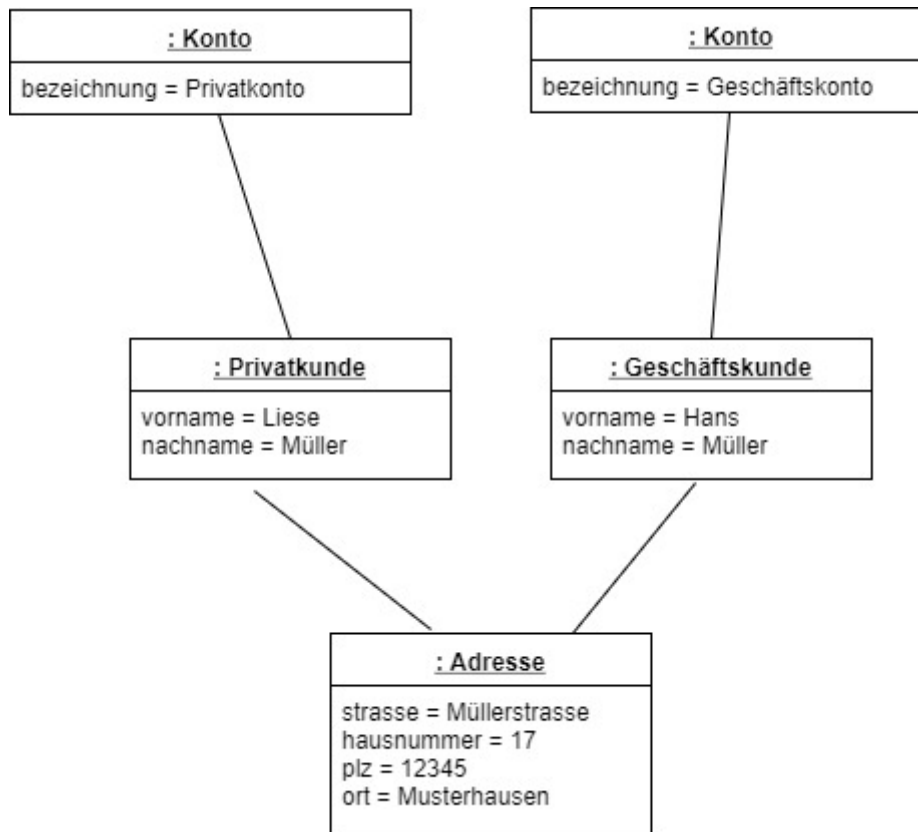 : Konto
bezeichnung = Privatkonto
: Konto
bezeichnung = Geschäftskonto
: Privatkunde
vorname = Liese
nachname = Müller
: Geschäftskunde
vorname = Hans
nachname = Müller
: Adresse
strasse = Müllerstrasse
hausnummer = 17
plz = 12345
ort = Musterhausen